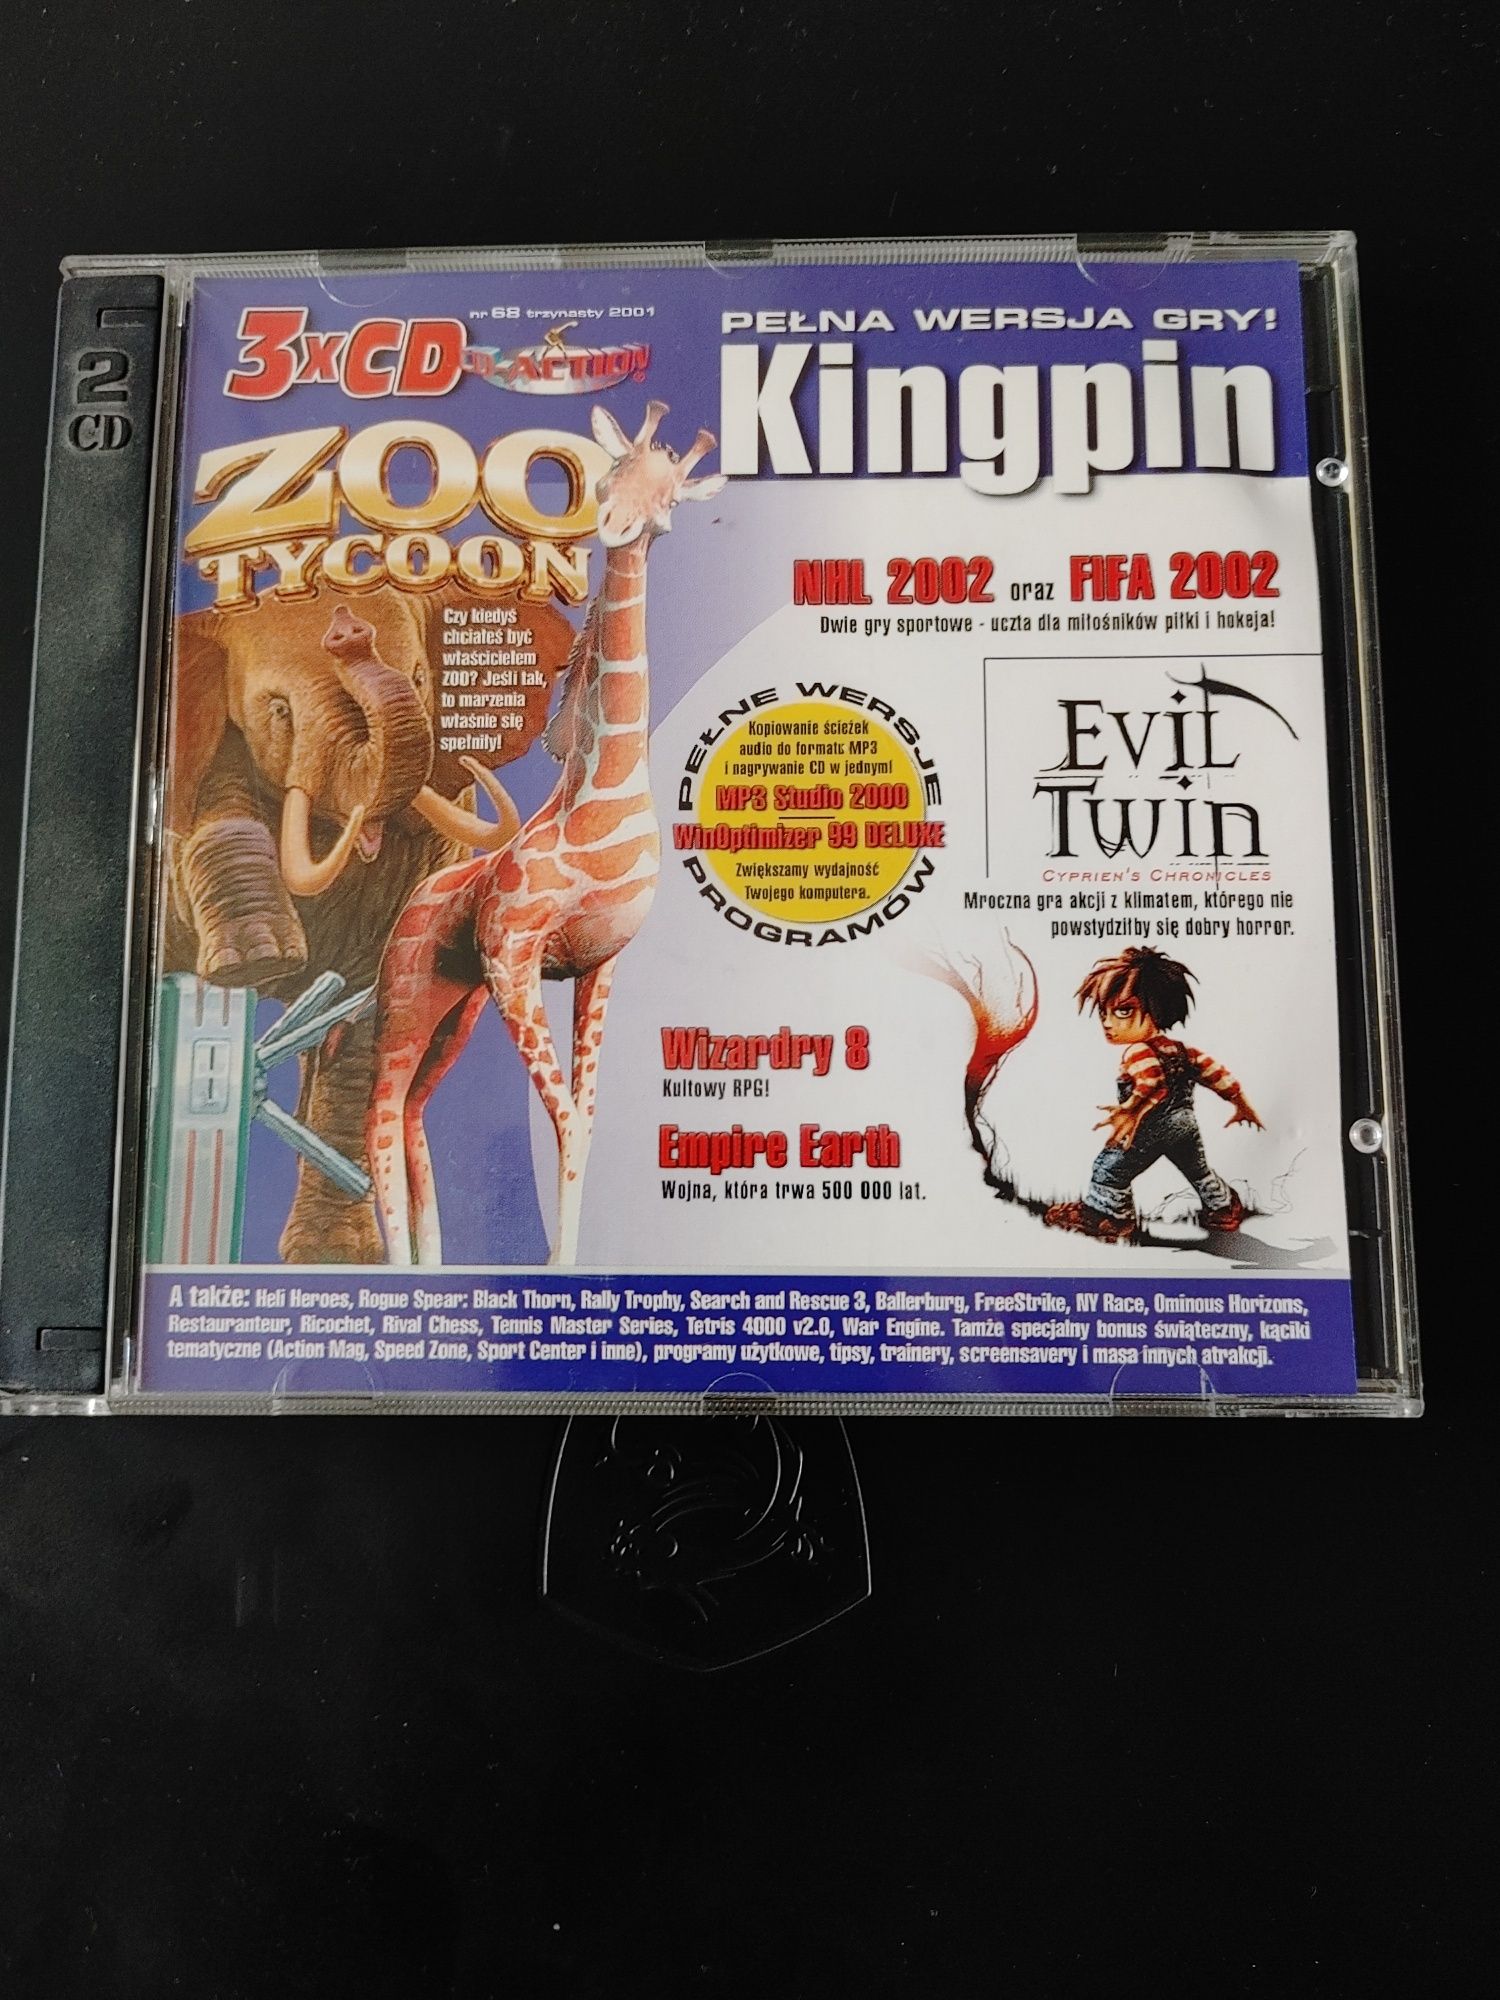 2
CD
3xCD
nr 68 trzynasty 2001
CD-ACTION!
PEŁNA WERSJA GRY!
Kingpin
ZOO
TYCOON
Czy kiedyś
chciałeś być
właścicielem
ZOO? Jeśli tak,
to marzenia
właśnie się
spełniły!
NHL 2002 oraz FIFA 2002
Dwie gry sportowe - uczta dla miłośników piłki i hokeja!
PEŁNE WERSJE
Kopiowanie ścieżek
audio do formatu MP3
i nagrywanie CD w jednym!
MP3 Studio 2000
WinOptimizer 99 DELUXE
Zwiększamy wydajność
Twojego komputera.
PROGRAMÓW
EVIL
TWIN
CYPRIEN'S CHRONICLES
Mroczna gra akcji z klimatem, którego nie
powstydziłby się dobry horror.
Wizardry 8
Kultowy RPG!
Empire Earth
Wojna, która trwa 500 000 lat.
A także: Heli Heroes, Rogue Spear: Black Thorn, Rally Trophy, Search and Rescue 3, Ballerburg, FreeStrike, NY Race, Ominous Horizons,
Restauranteur, Ricochet, Rival Chess, Tennis Master Series, Tetris 4000 v2.0, War Engine. Tamże specjalny bonus świąteczny, kąciki
tematyczne (Action Mag, Speed Zone, Sport Center i inne), programy użytkowe, tipsy, trainery, screensavery i masa innych atrakcji.